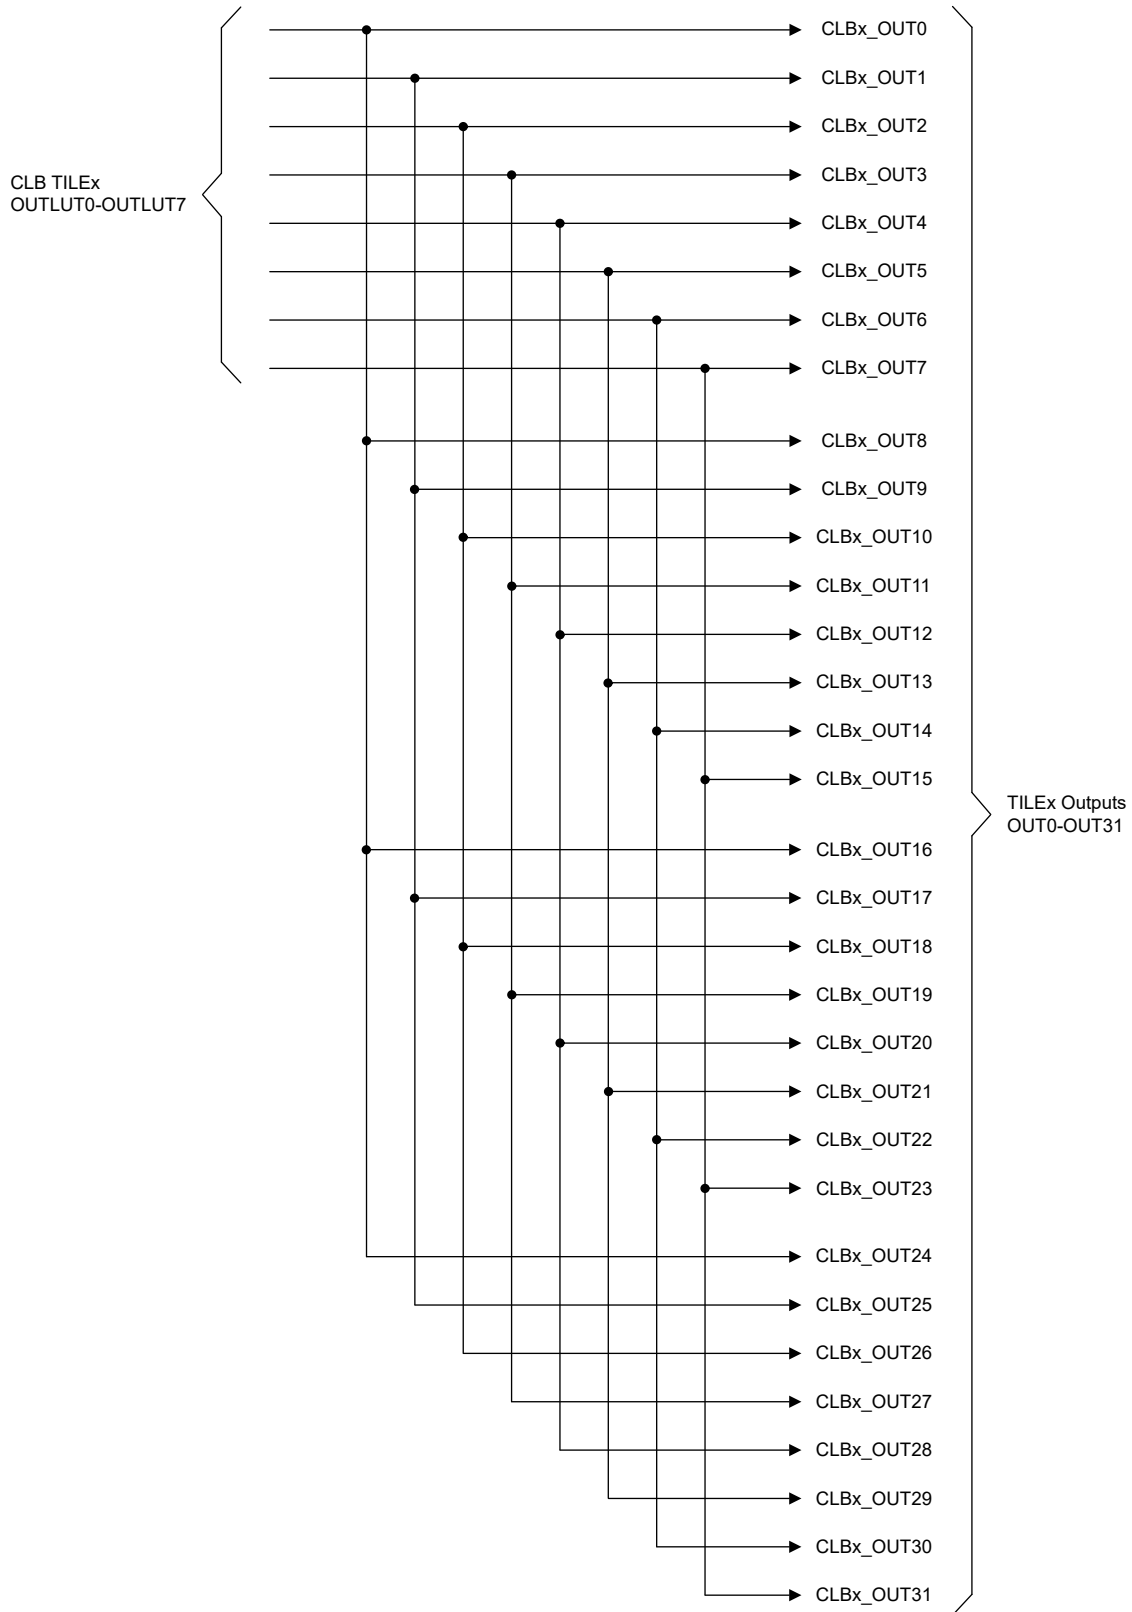 CLBx_OUT0
CLBx_OUT1
CLBx_OUT2
CLBx_OUT3
CLB TILEx
OUTLUT0-OUTLUT7
CLBx_OUT4
CLBx_OUT5
CLBx_OUT6
CLBx_OUT7
CLBx_OUT8
CLBx_OUT9
CLBx_OUT10
CLBx_OUT11
CLBx_OUT12
CLBx_OUT13
CLBx_OUT14
CLBx_OUT15
TILEx Outputs
OUT0-OUT31
CLBx_OUT16
CLBx_OUT17
CLBx_OUT18
CLBx_OUT19
CLBx_OUT20
CLBx_OUT21
CLBx_OUT22
CLBx_OUT23
CLBx_OUT24
CLBx_OUT25
CLBx_OUT26
CLBx_OUT27
CLBx_OUT28
CLBx_OUT29
CLBx_OUT30
CLBx_OUT31